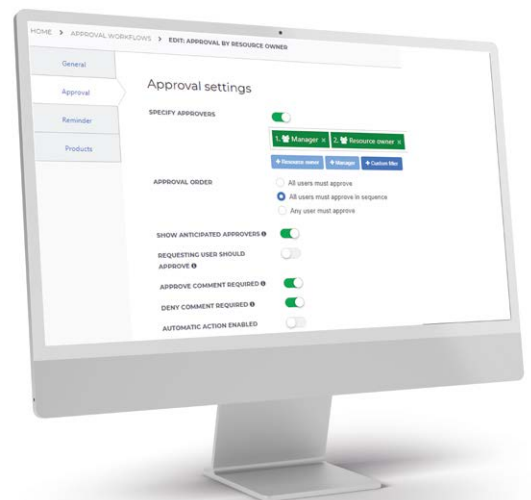 HOME > APPROVAL WORKFLOWS > EDIT: APPROVAL BY RESOURCE OWNER
General
Approval
Reminder
Products
Approval settings
SPECIFY APPROVERS
1. Manager × 2. Resource owner ×
+ Resource owner + Manager + Custom filter
APPROVAL ORDER
All users must approve
All users must approve in sequence
Any user must approve
SHOW ANTICIPATED APPROVERS
REQUESTING USER SHOULD
APPROVE
APPROVE COMMENT REQUIRED
DENY COMMENT REQUIRED
AUTOMATIC ACTION ENABLED